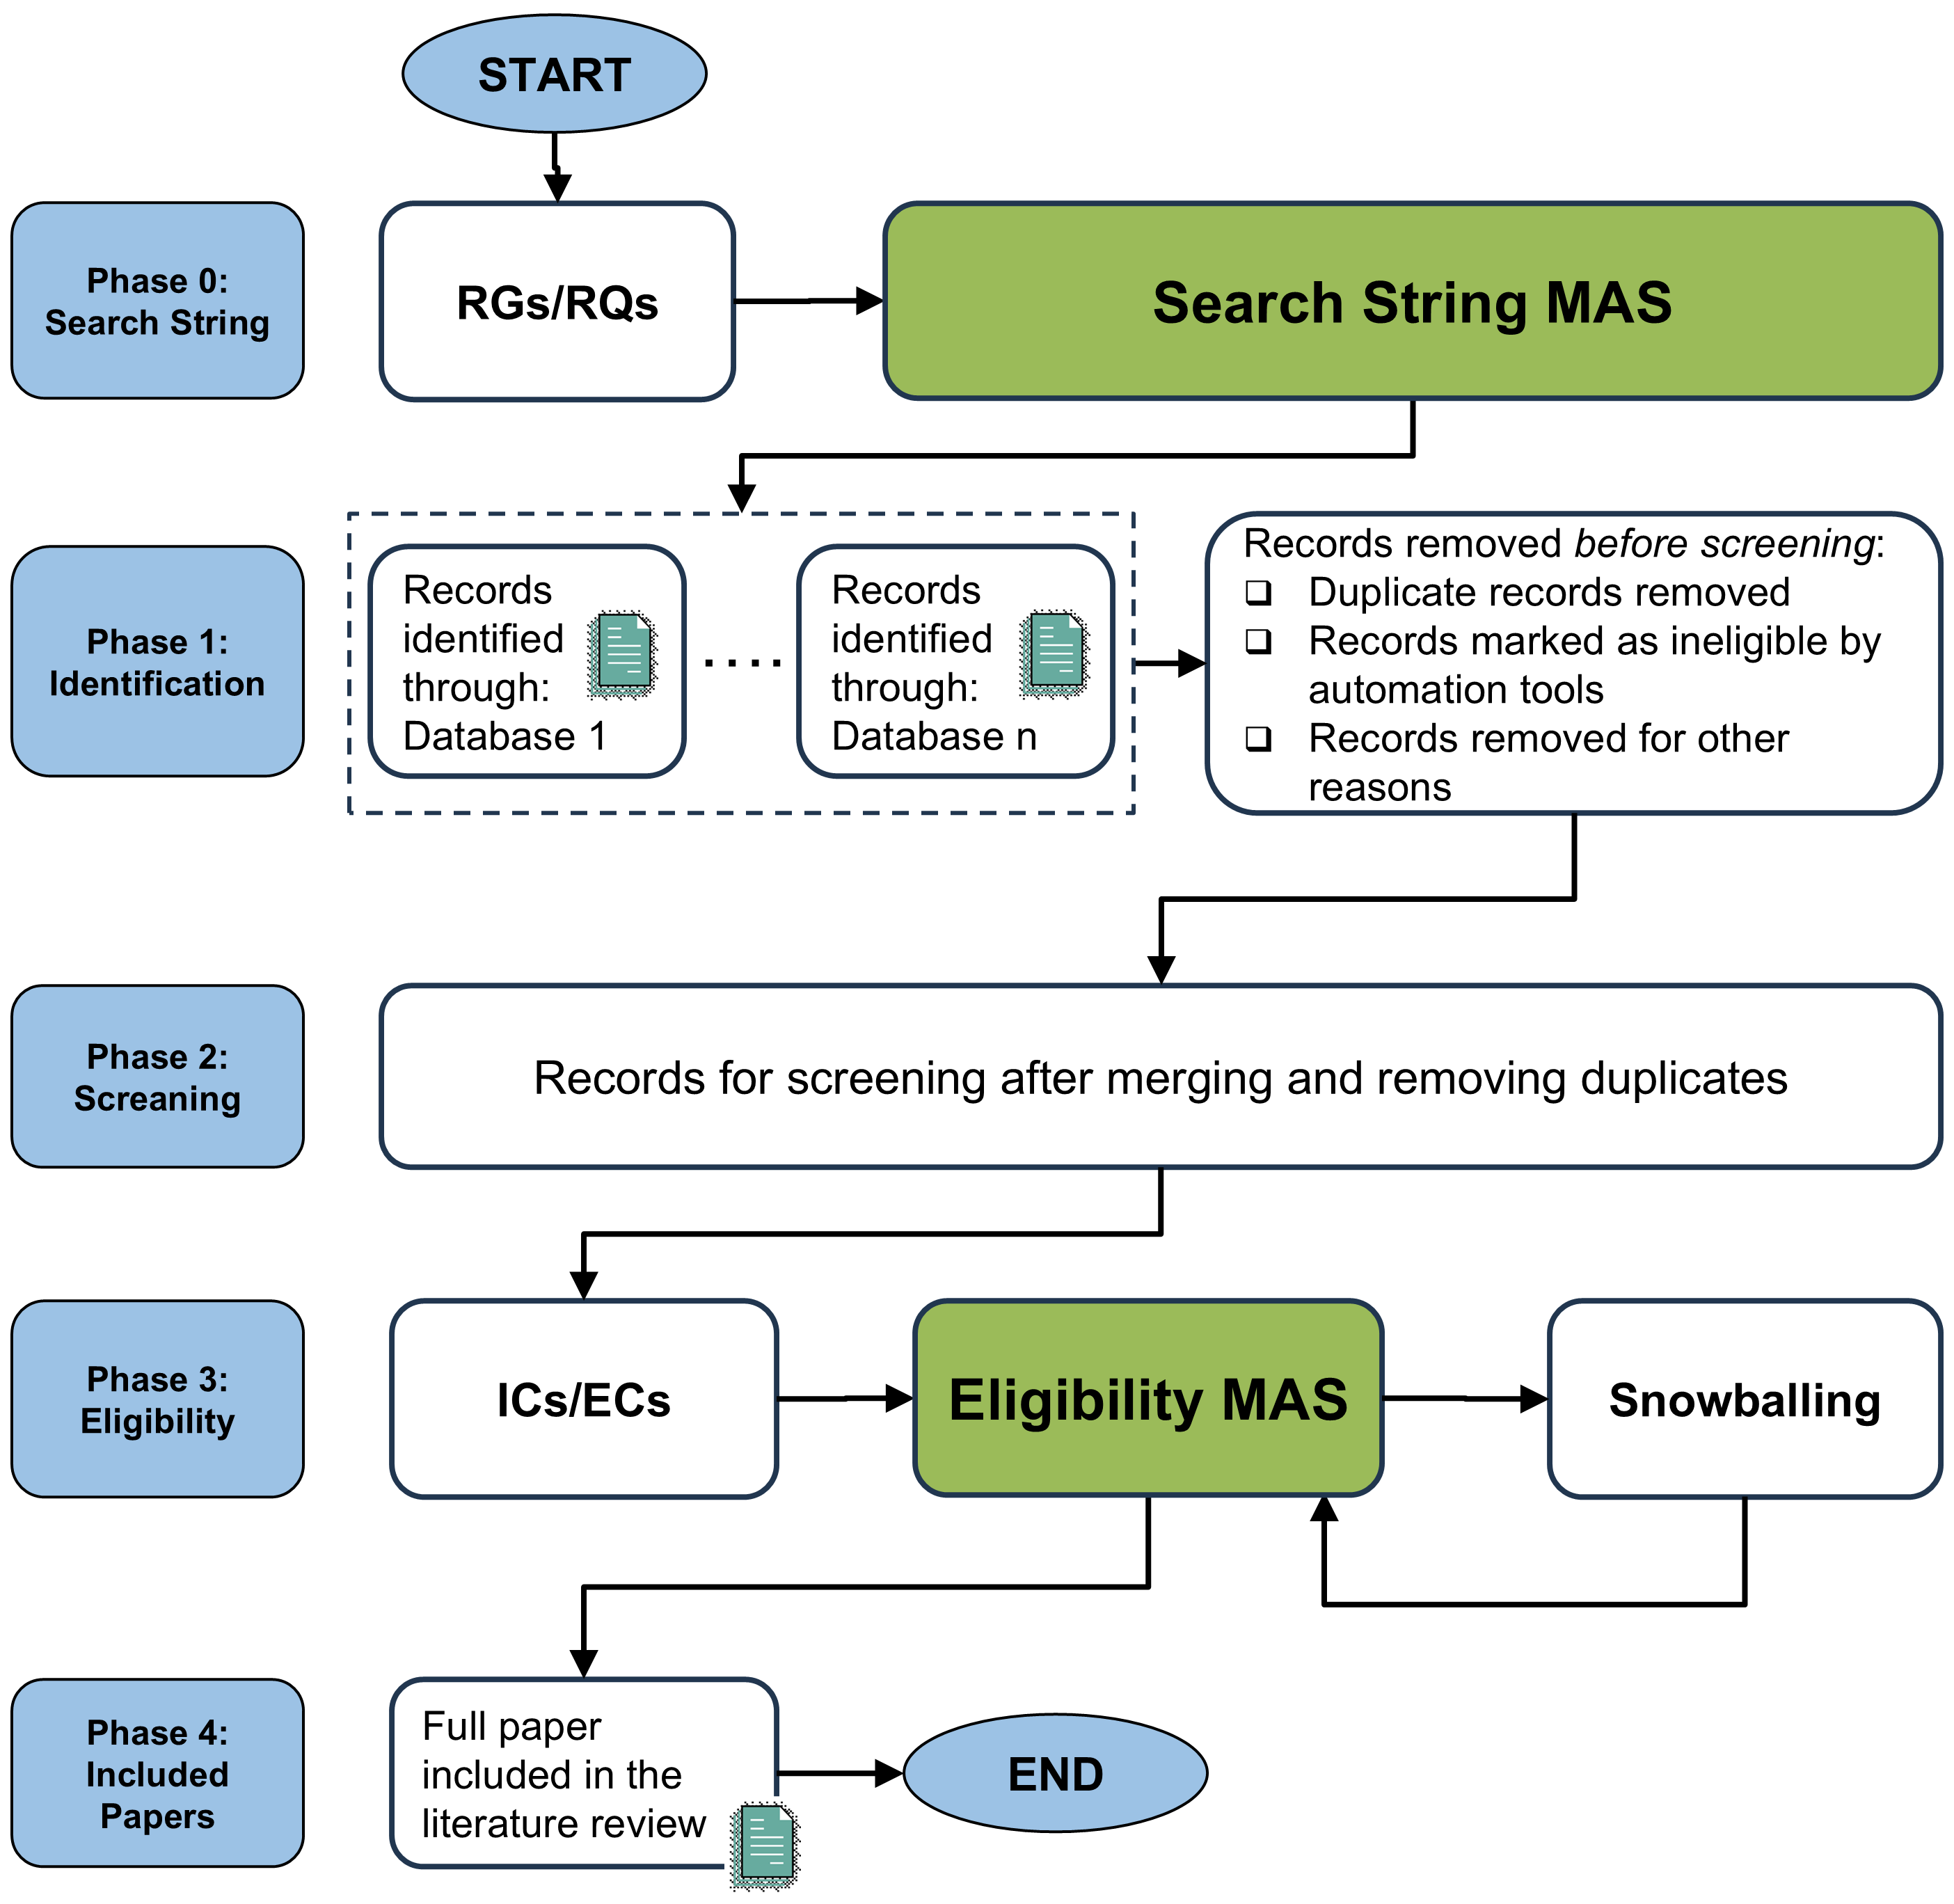 START
Phase 0:
Search String
RGs/RQs
Search String MAS
Phase 1:
Identification
Records
identified
through:
Database 1
....
Records
identified
through:
Database n
Records removed before screening:
❑ Duplicate records removed
❑ Records marked as ineligible by
automation tools
❑ Records removed for other
reasons
Phase 2:
Screaning
Records for screening after merging and removing duplicates
Phase 3:
Eligibility
ICs/ECs
Eligibility MAS
Snowballing
Phase 4:
Included
Papers
Full paper
included in the
literature review
END